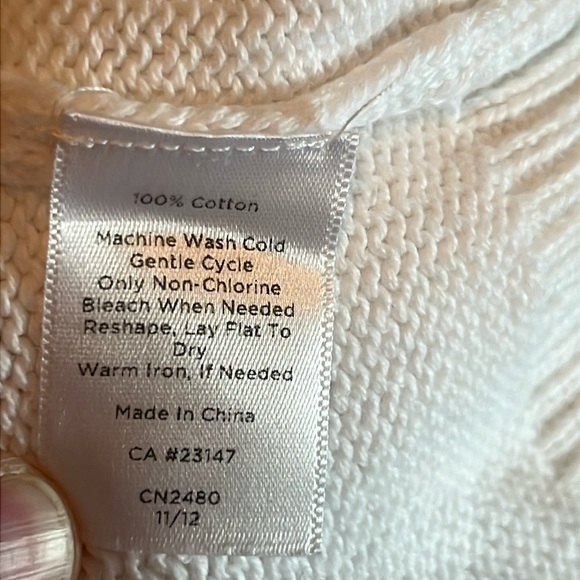 100% Cotton
Machine Wash Cold
Gentle Cycle
Only Non-Chlorine
Bleach When Needed
Reshape, Lay Flat To
Dry
Warm Iron, If Needed
Made In China
CA #23147
CN2480
11/12